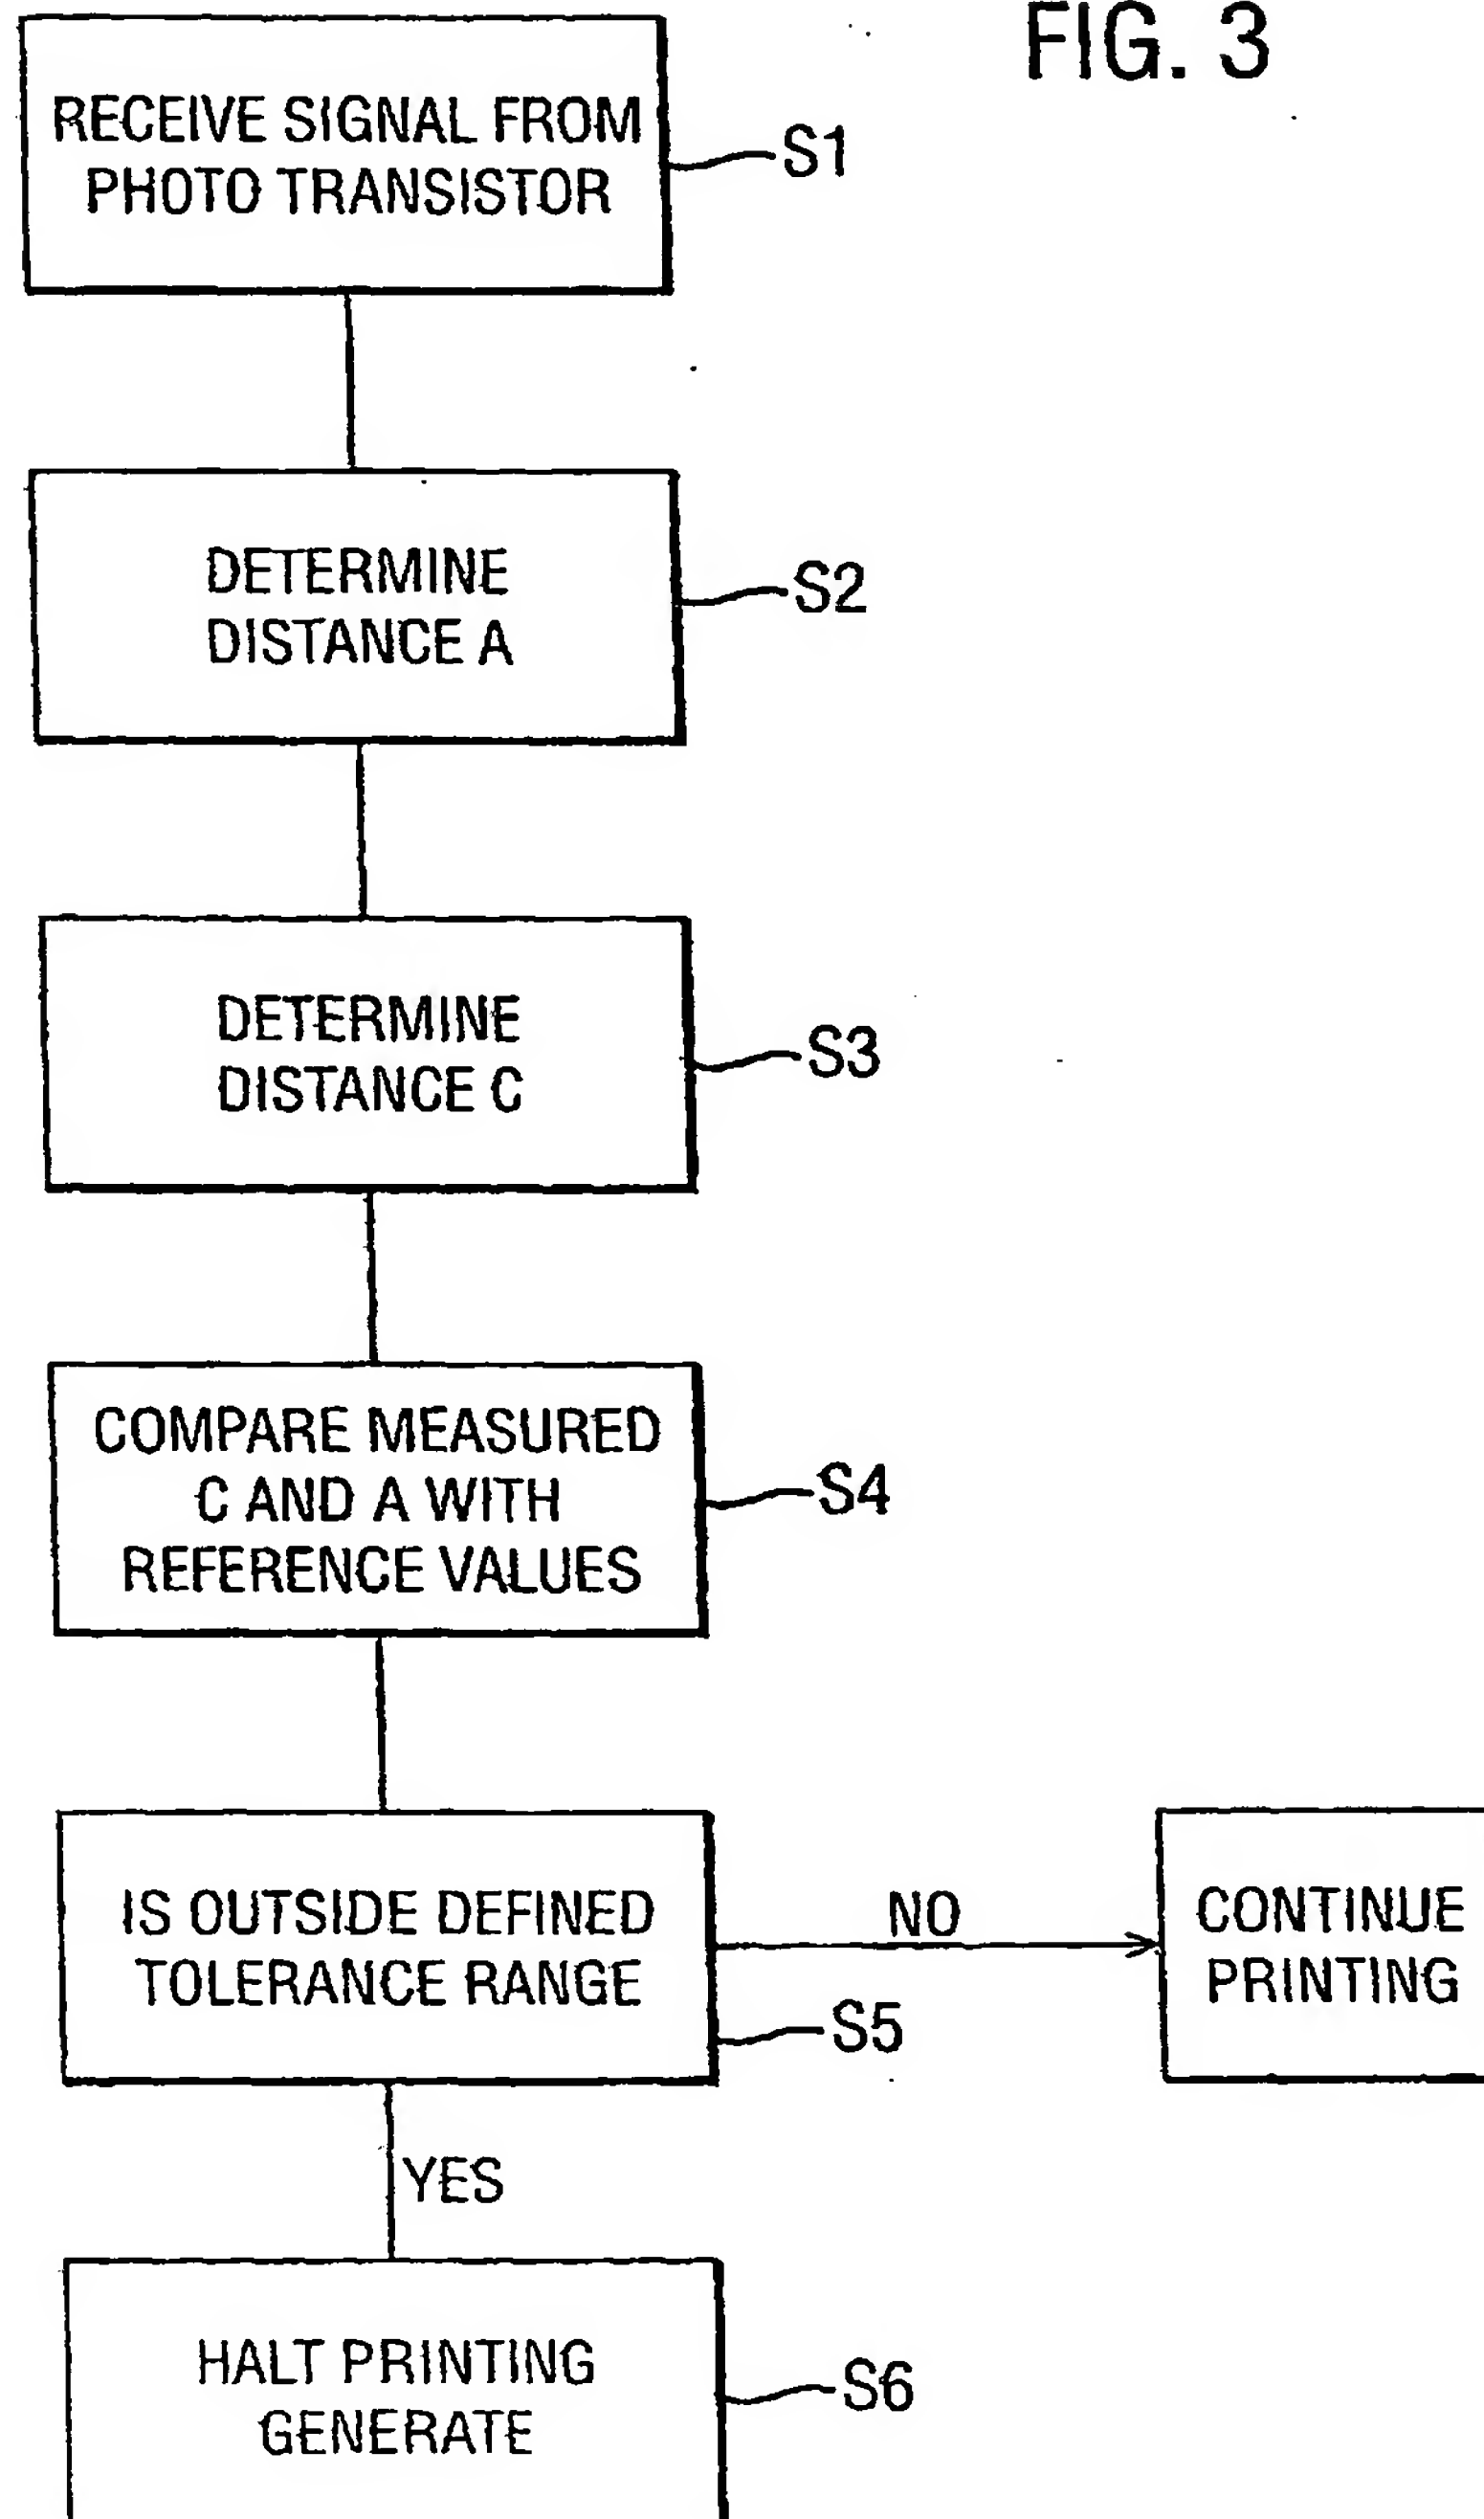 FIG. 3
RECEIVE SIGNAL FROM
PHOTO TRANSISTOR
S1
DETERMINE
DISTANCE A
S2
DETERMINE
DISTANCE C
S3
COMPARE MEASURED
C AND A WITH
REFERENCE VALUES
S4
IS OUTSIDE DEFINED
TOLERANCE RANGE
S5
NO
CONTINUE
PRINTING
YES
HALT PRINTING
GENERATE
S6